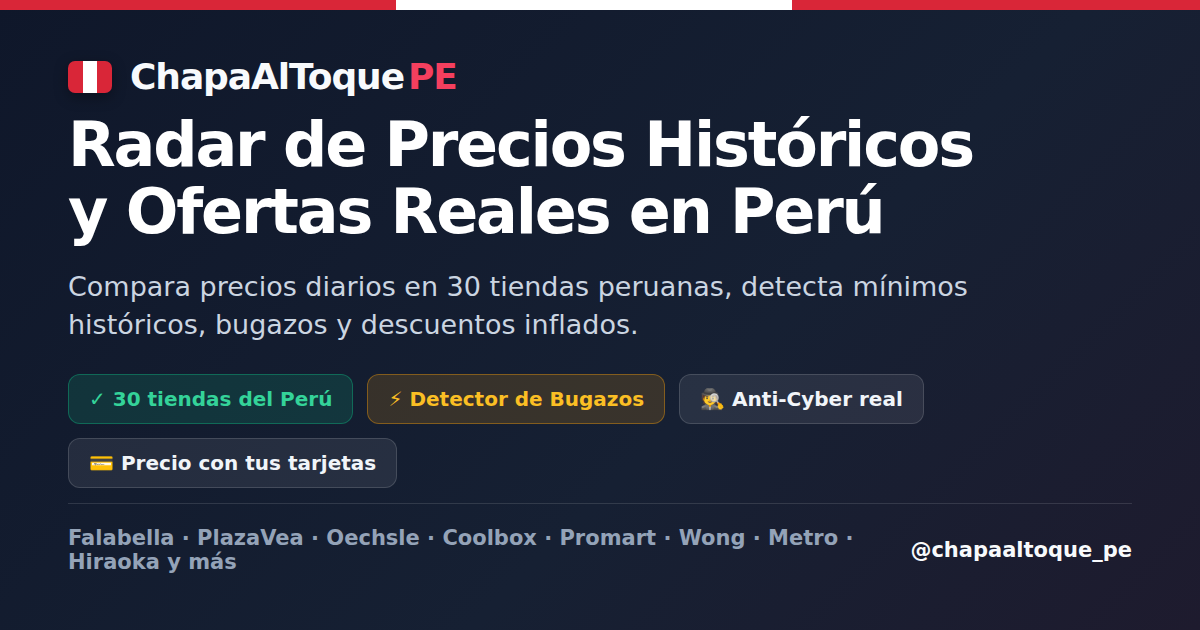 ChapaAlToque PE
Radar de Precios Históricos
y Ofertas Reales en Perú
Compara precios diarios en 30 tiendas peruanas, detecta mínimos
históricos, bugazos y descuentos inflados.
✓ 30 tiendas del Perú
⚡ Detector de Bugazos
🕵️ Anti-Cyber real
💳 Precio con tus tarjetas
Falabella · PlazaVea · Oechsle · Coolbox · Promart · Wong · Metro ·
Hiraoka y más
@chapaaltoque_pe